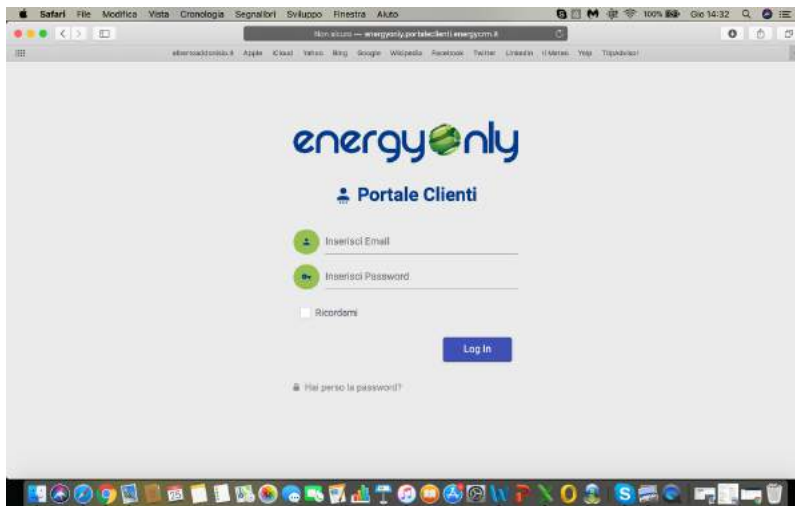 Safari File Modifica Vista Cronologia Segnalibri Sviluppo Finestra Aiuto 100% Gio 14:32
Non sicuro — energyonly.portaleclienti.energycrm.it
Apple iCloud Yahoo Bing Google Wikipedia Facebook Twitter LinkedIn Il Meteo Yelp TripAdvisor
energyOnly
Portale Clienti
Inserisci Email
Inserisci Password
Ricordami
Log In
Hai perso la password?